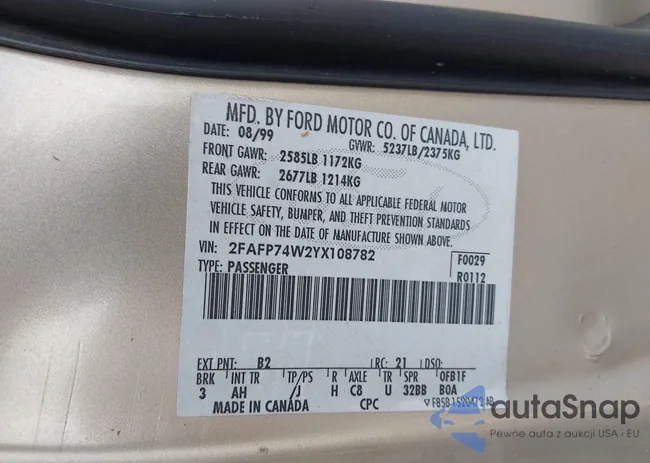 MFD. BY FORD MOTOR CO. OF CANADA, LTD.
DATE: 08/99 GVWR: 5237LB/2375KG
FRONT GAWR: 2585LB 1172KG
REAR GAWR: 2677LB 1214KG
THIS VEHICLE CONFORMS TO ALL APPLICABLE FEDERAL MOTOR
VEHICLE SAFETY, BUMPER, AND THEFT PREVENTION STANDARDS
IN EFFECT ON THE DATE OF MANUFACTURE SHOWN ABOVE.
VIN: 2FAFP74W2YX108782 F0029
TYPE: PASSENGER R0112
EXT PNT: B2 RC: 21 DSO:
BRK INT TR TP/PS R AXLE TR SPR 0FB1F
3 AH /J H C8 U 32BB B0A
MADE IN CANADA CPC
autaSnap
Pewne auta z aukcji USA i EU